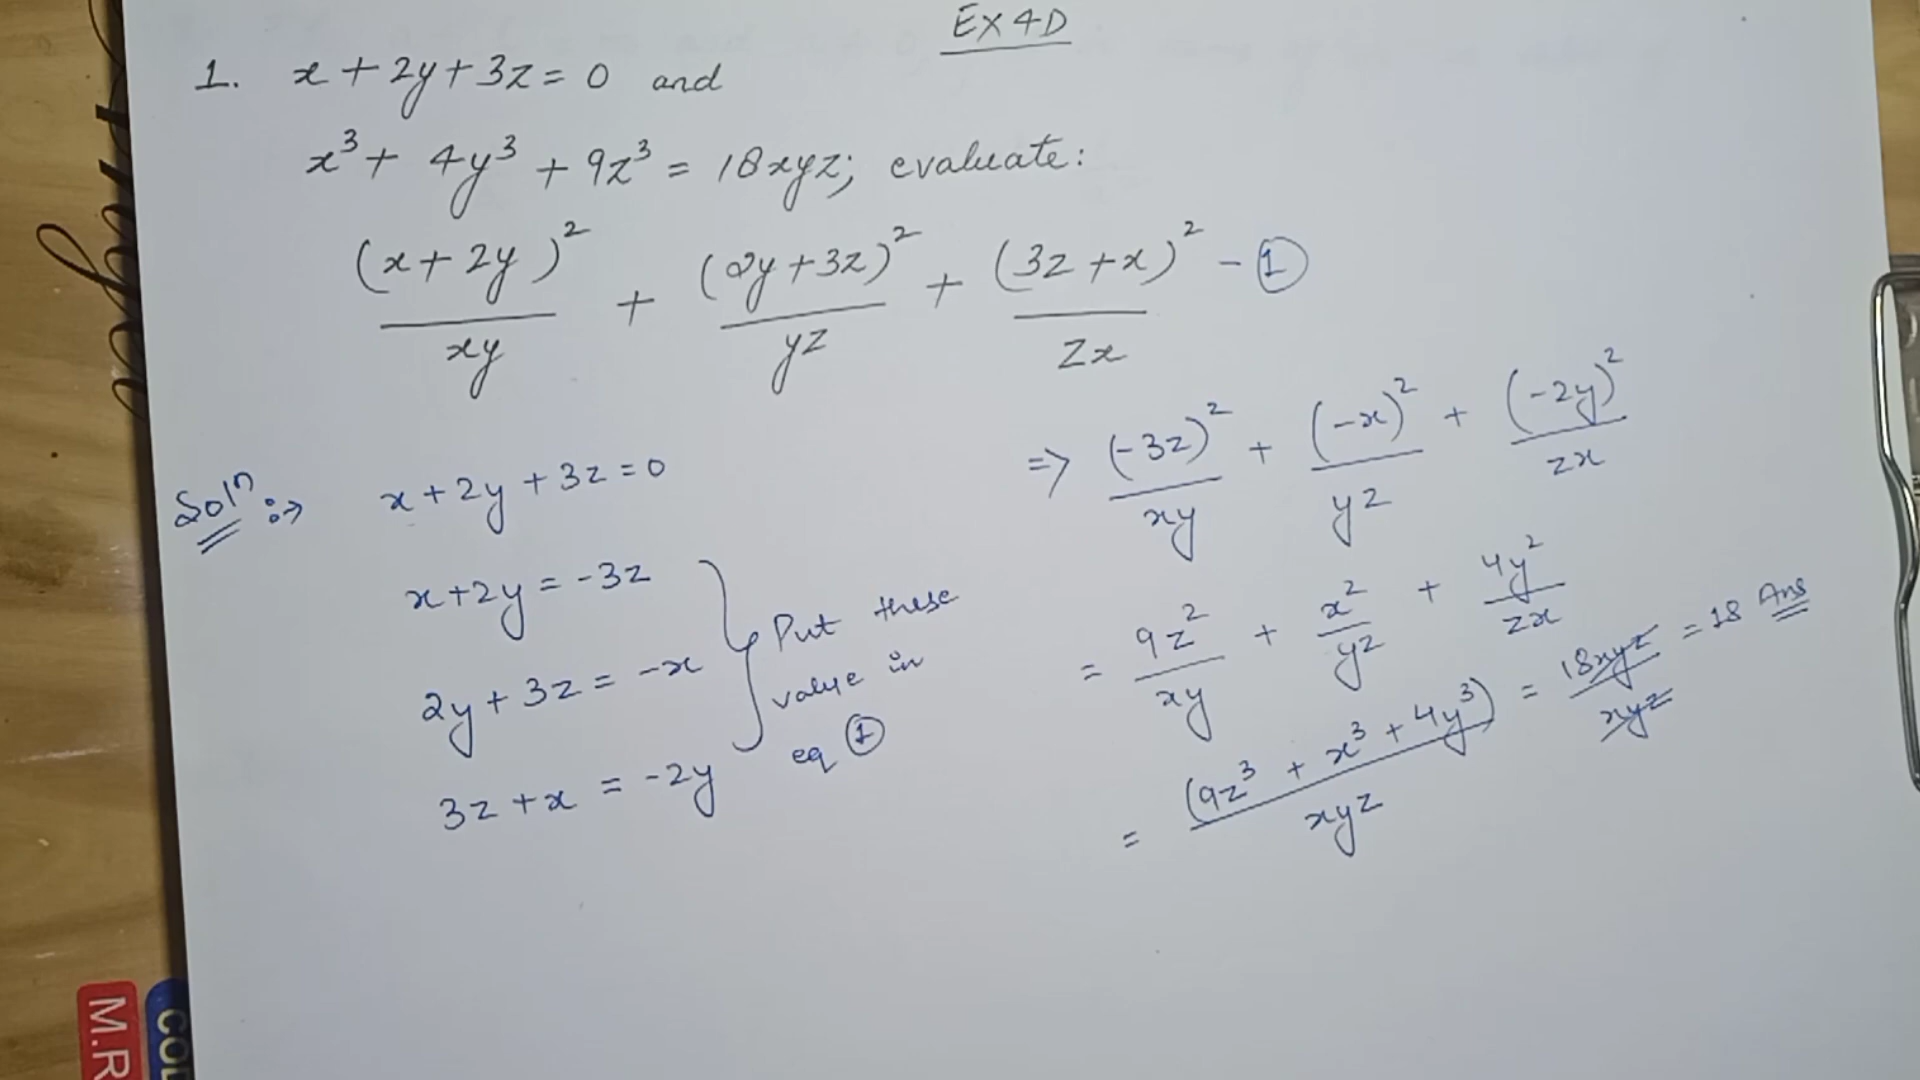 EX 4D
1. x + 2y + 3z = 0 and
x³ + 4y³ + 9z³ = 18xyz; evaluate:
(x + 2y)²/xy + (2y + 3z)²/yz + (3z + x)²/zx - ①
Solⁿ :→ x + 2y + 3z = 0
x + 2y = -3z
2y + 3z = -x
3z + x = -2y
Put these
value in
eq ①
=> (-3z)²/xy + (-x)²/yz + (-2y)²/zx
= 9z²/xy + x²/yz + 4y²/zx
= (9z³ + x³ + 4y³)/xyz = 18xyz/xyz = 18 Ans
M.R
COL